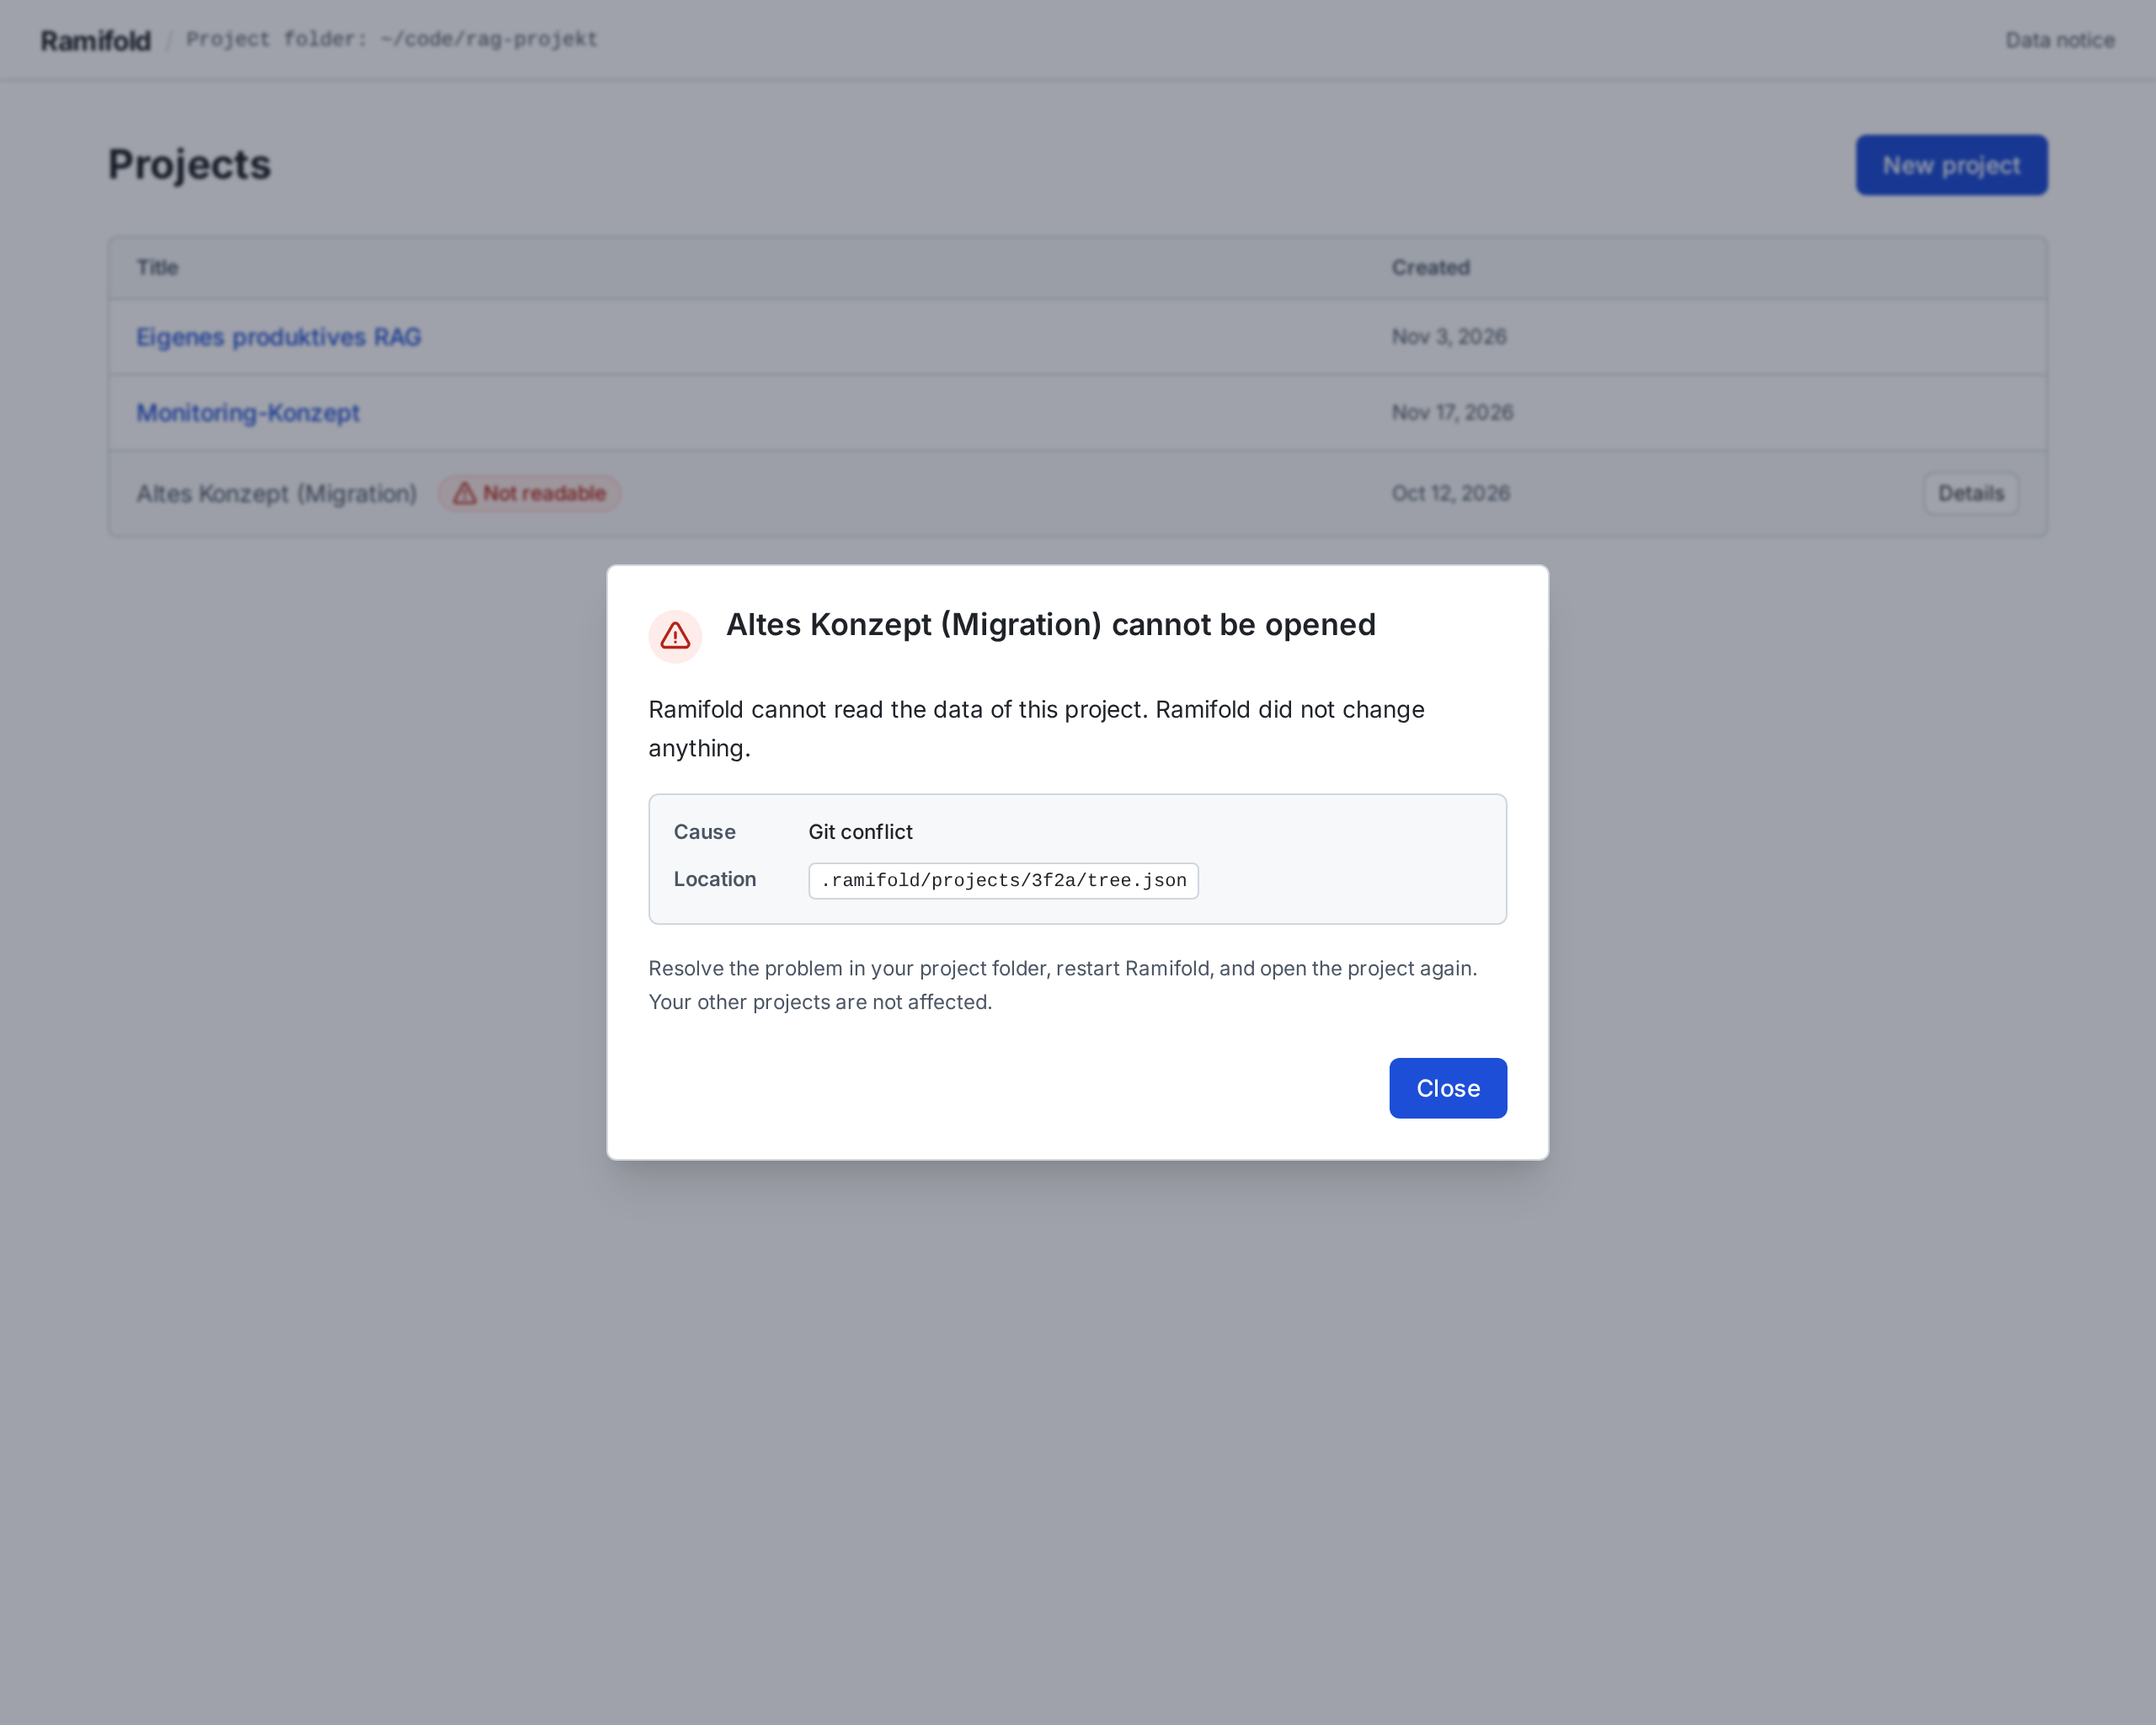 Ramifold / Project folder: ~/code/rag-projekt
Data notice
Projects
New project
Title
Created
Eigenes produktives RAG
Nov 3, 2026
Monitoring-Konzept
Nov 17, 2026
Altes Konzept (Migration)
Not readable
Oct 12, 2026
Details
Altes Konzept (Migration) cannot be opened
Ramifold cannot read the data of this project. Ramifold did not change
anything.
Cause
Git conflict
Location
.ramifold/projects/3f2a/tree.json
Resolve the problem in your project folder, restart Ramifold, and open the project again.
Your other projects are not affected.
Close